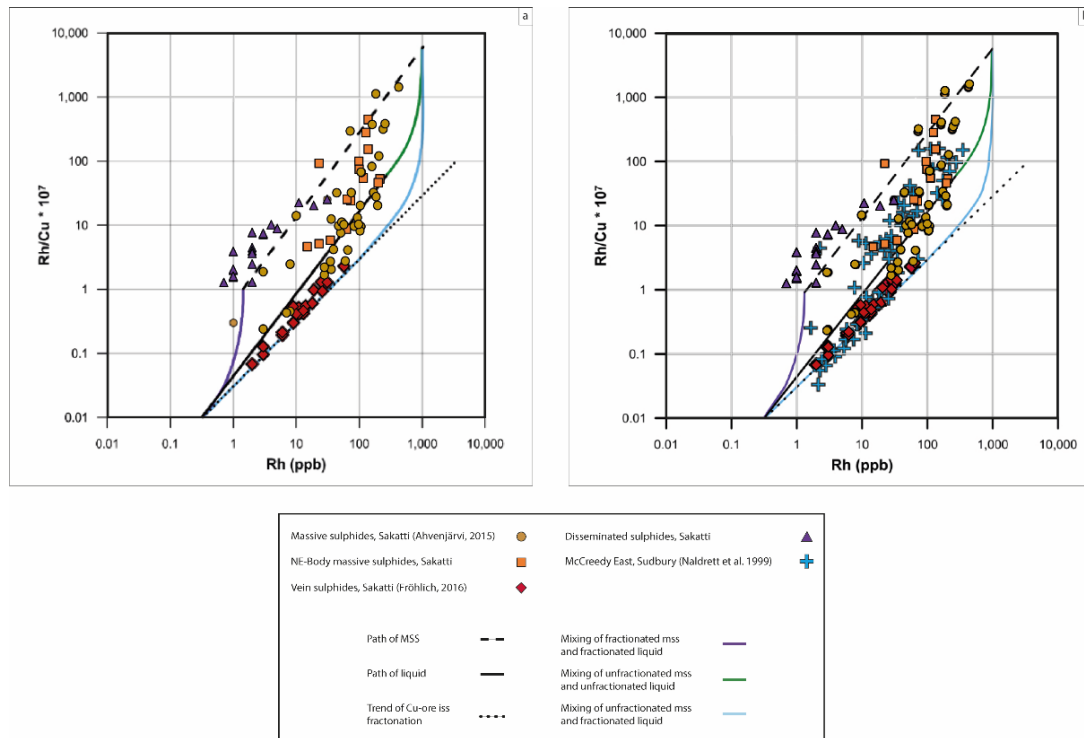 a
10,000
1,000
100
10
1
0.1
0.01
Rh/Cu * 10⁷
0.01
0.1
1
10
100
1,000
10,000
Rh (ppb)
10,000
1,000
100
10
1
0.1
0.01
Rh/Cu * 10⁷
0.01
0.1
1
10
100
1,000
10,000
Rh (ppb)
Massive sulphides, Sakatti (Ahvenjärvi, 2015)
NE-Body massive sulphides, Sakatti
Vein sulphides, Sakatti (Fröhlich, 2016)
Disseminated sulphides, Sakatti
McCreedy East, Sudbury (Naldrett et al. 1999)
Path of MSS
Path of liquid
Trend of Cu-ore iss
fractonation
Mixing of fractionated mss
and fractionated liquid
Mixing of unfractionated mss
and unfractionated liquid
Mixing of unfractionated mss
and fractionated liquid